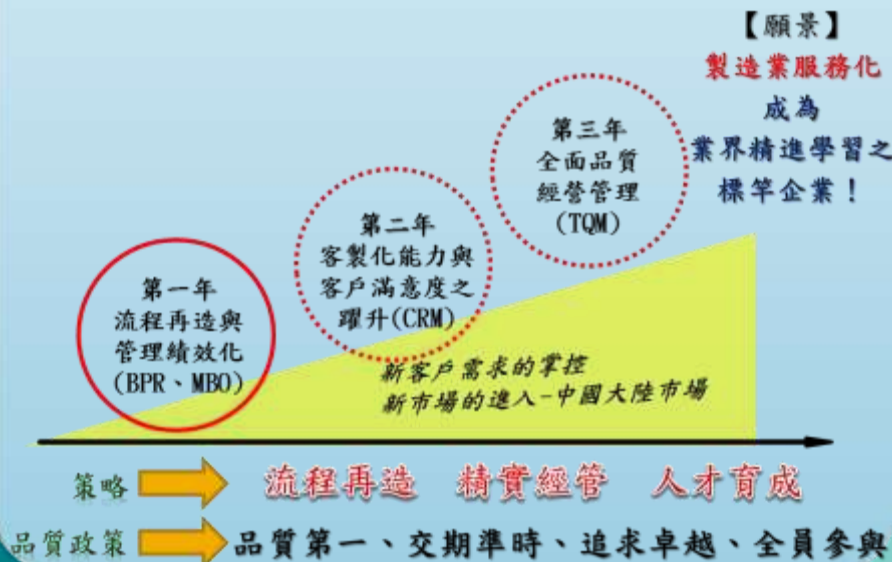 【願景】
製造業服務化
成為
業界精進學習之
標竿企業！
第三年
全面品質
經營管理
(TQM)
第二年
客製化能力與
客戶滿意度之
躍升(CRM)
第一年
流程再造與
管理績效化
(BPR、MBO)
新客戶需求的掌控
新市場的進入-中國大陸市場
策略 流程再造 精實經管 人才育成
品質政策 品質第一、交期準時、追求卓越、全員參與